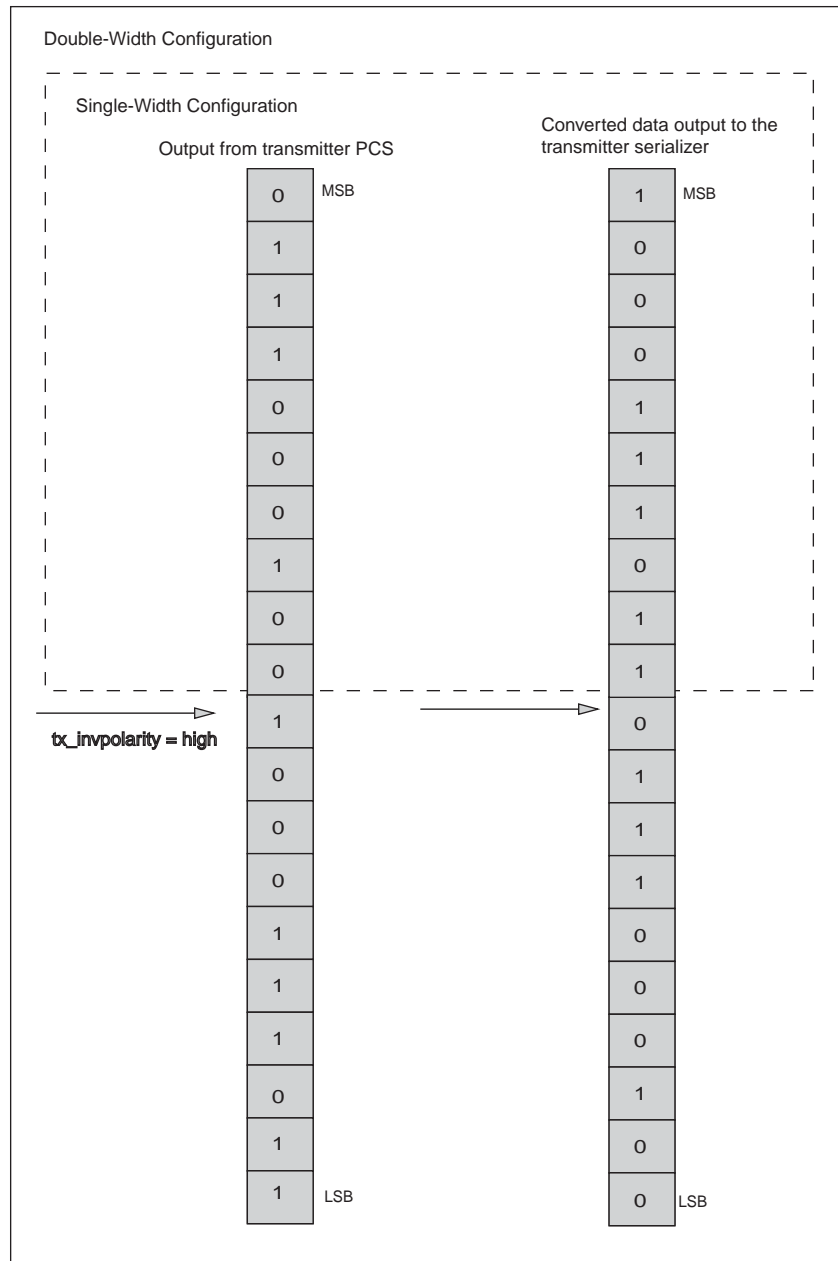 Double-Width Configuration
Single-Width Configuration
Output from transmitter PCS
Converted data output to the
transmitter serializer
0 MSB 1 MSB
1 0
1 0
1 0
0 1
0 1
0 1
1 0
0 1
0 1
1 0
tx_invpolarity = high
0 1
0 1
0 1
1 0
1 0
1 0
0 1
1 0
1 LSB 0 LSB